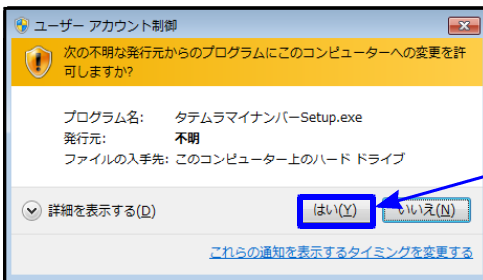 ユーザー アカウント制御
次の不明な発行元からのプログラムにこのコンピューターへの変更を許
可しますか?
プログラム名: タテムラマイナンバーSetup.exe
発行元: 不明
ファイルの入手先: このコンピューター上のハード ドライブ
詳細を表示する(D) はい(Y) いいえ(N)
これらの通知を表示するタイミングを変更する